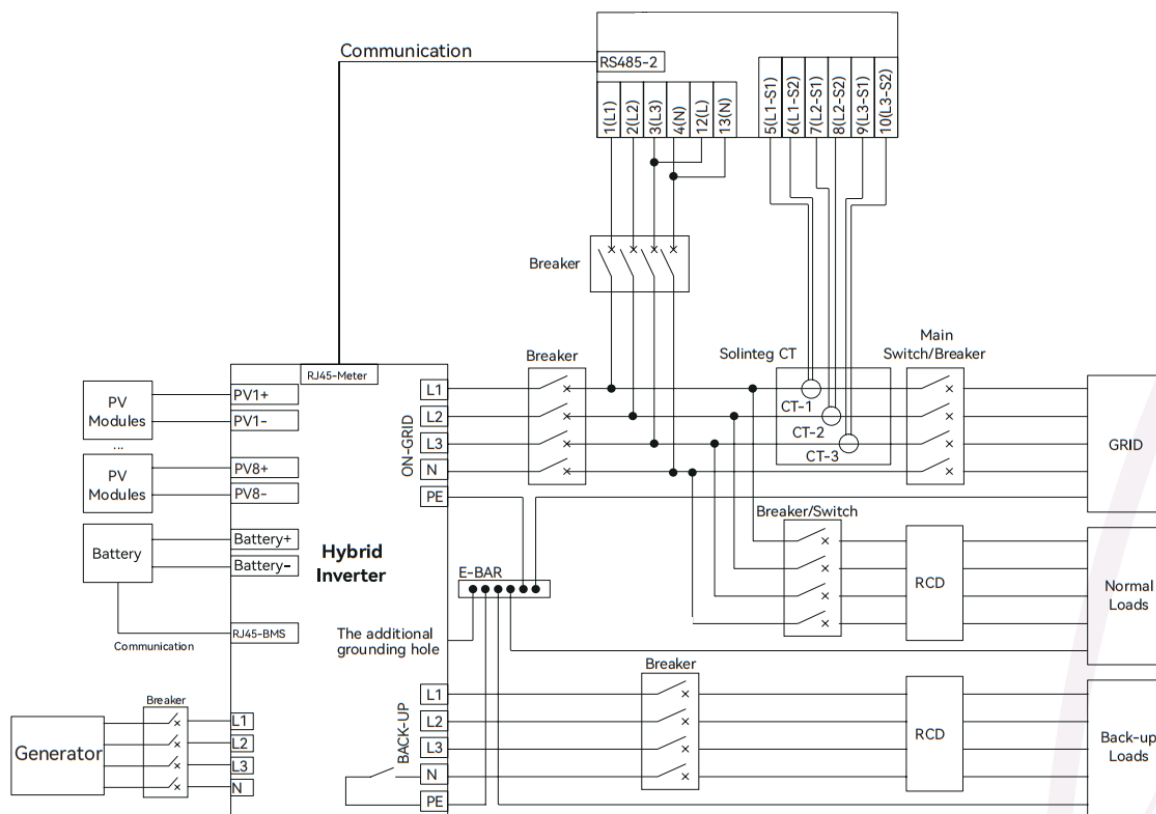 Communication
RS485-2
1(L1)
2(L2)
3(L3)
4(N)
12(L)
13(N)
5(L1-S1)
6(L1-S2)
7(L2-S1)
8(L2-S2)
9(L3-S1)
10(L3-S2)
Breaker
Breaker
Solinteg CT
Main
Switch/Breaker
RJ45-Meter
PV
Modules
PV1+
PV1-
...
PV
Modules
PV8+
PV8-
Battery
Battery+
Battery-
Communication
RJ45-BMS
Hybrid
Inverter
ON-GRID
L1
L2
L3
N
PE
CT-1
CT-2
CT-3
GRID
E-BAR
Breaker/Switch
RCD
Normal
Loads
The additional
grounding hole
Breaker
Generator
Breaker
L1
L2
L3
N
BACK-UP
L1
L2
L3
N
PE
RCD
Back-up
Loads